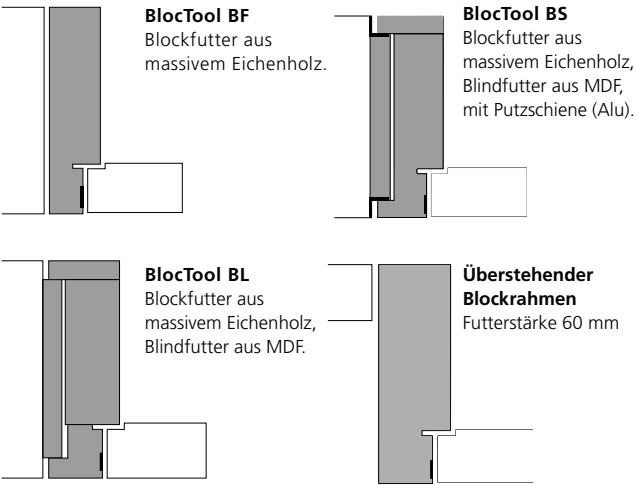 BlocTool BF
Blockfutter aus
massivem Eichenholz.
BlocTool BS
Blockfutter aus
massivem Eichenholz,
Blindfutter aus MDF,
mit Putzschiene (Alu).
BlocTool BL
Blockfutter aus
massivem Eichenholz,
Blindfutter aus MDF.
Überstehender
Blockrahmen
Futterstärke 60 mm